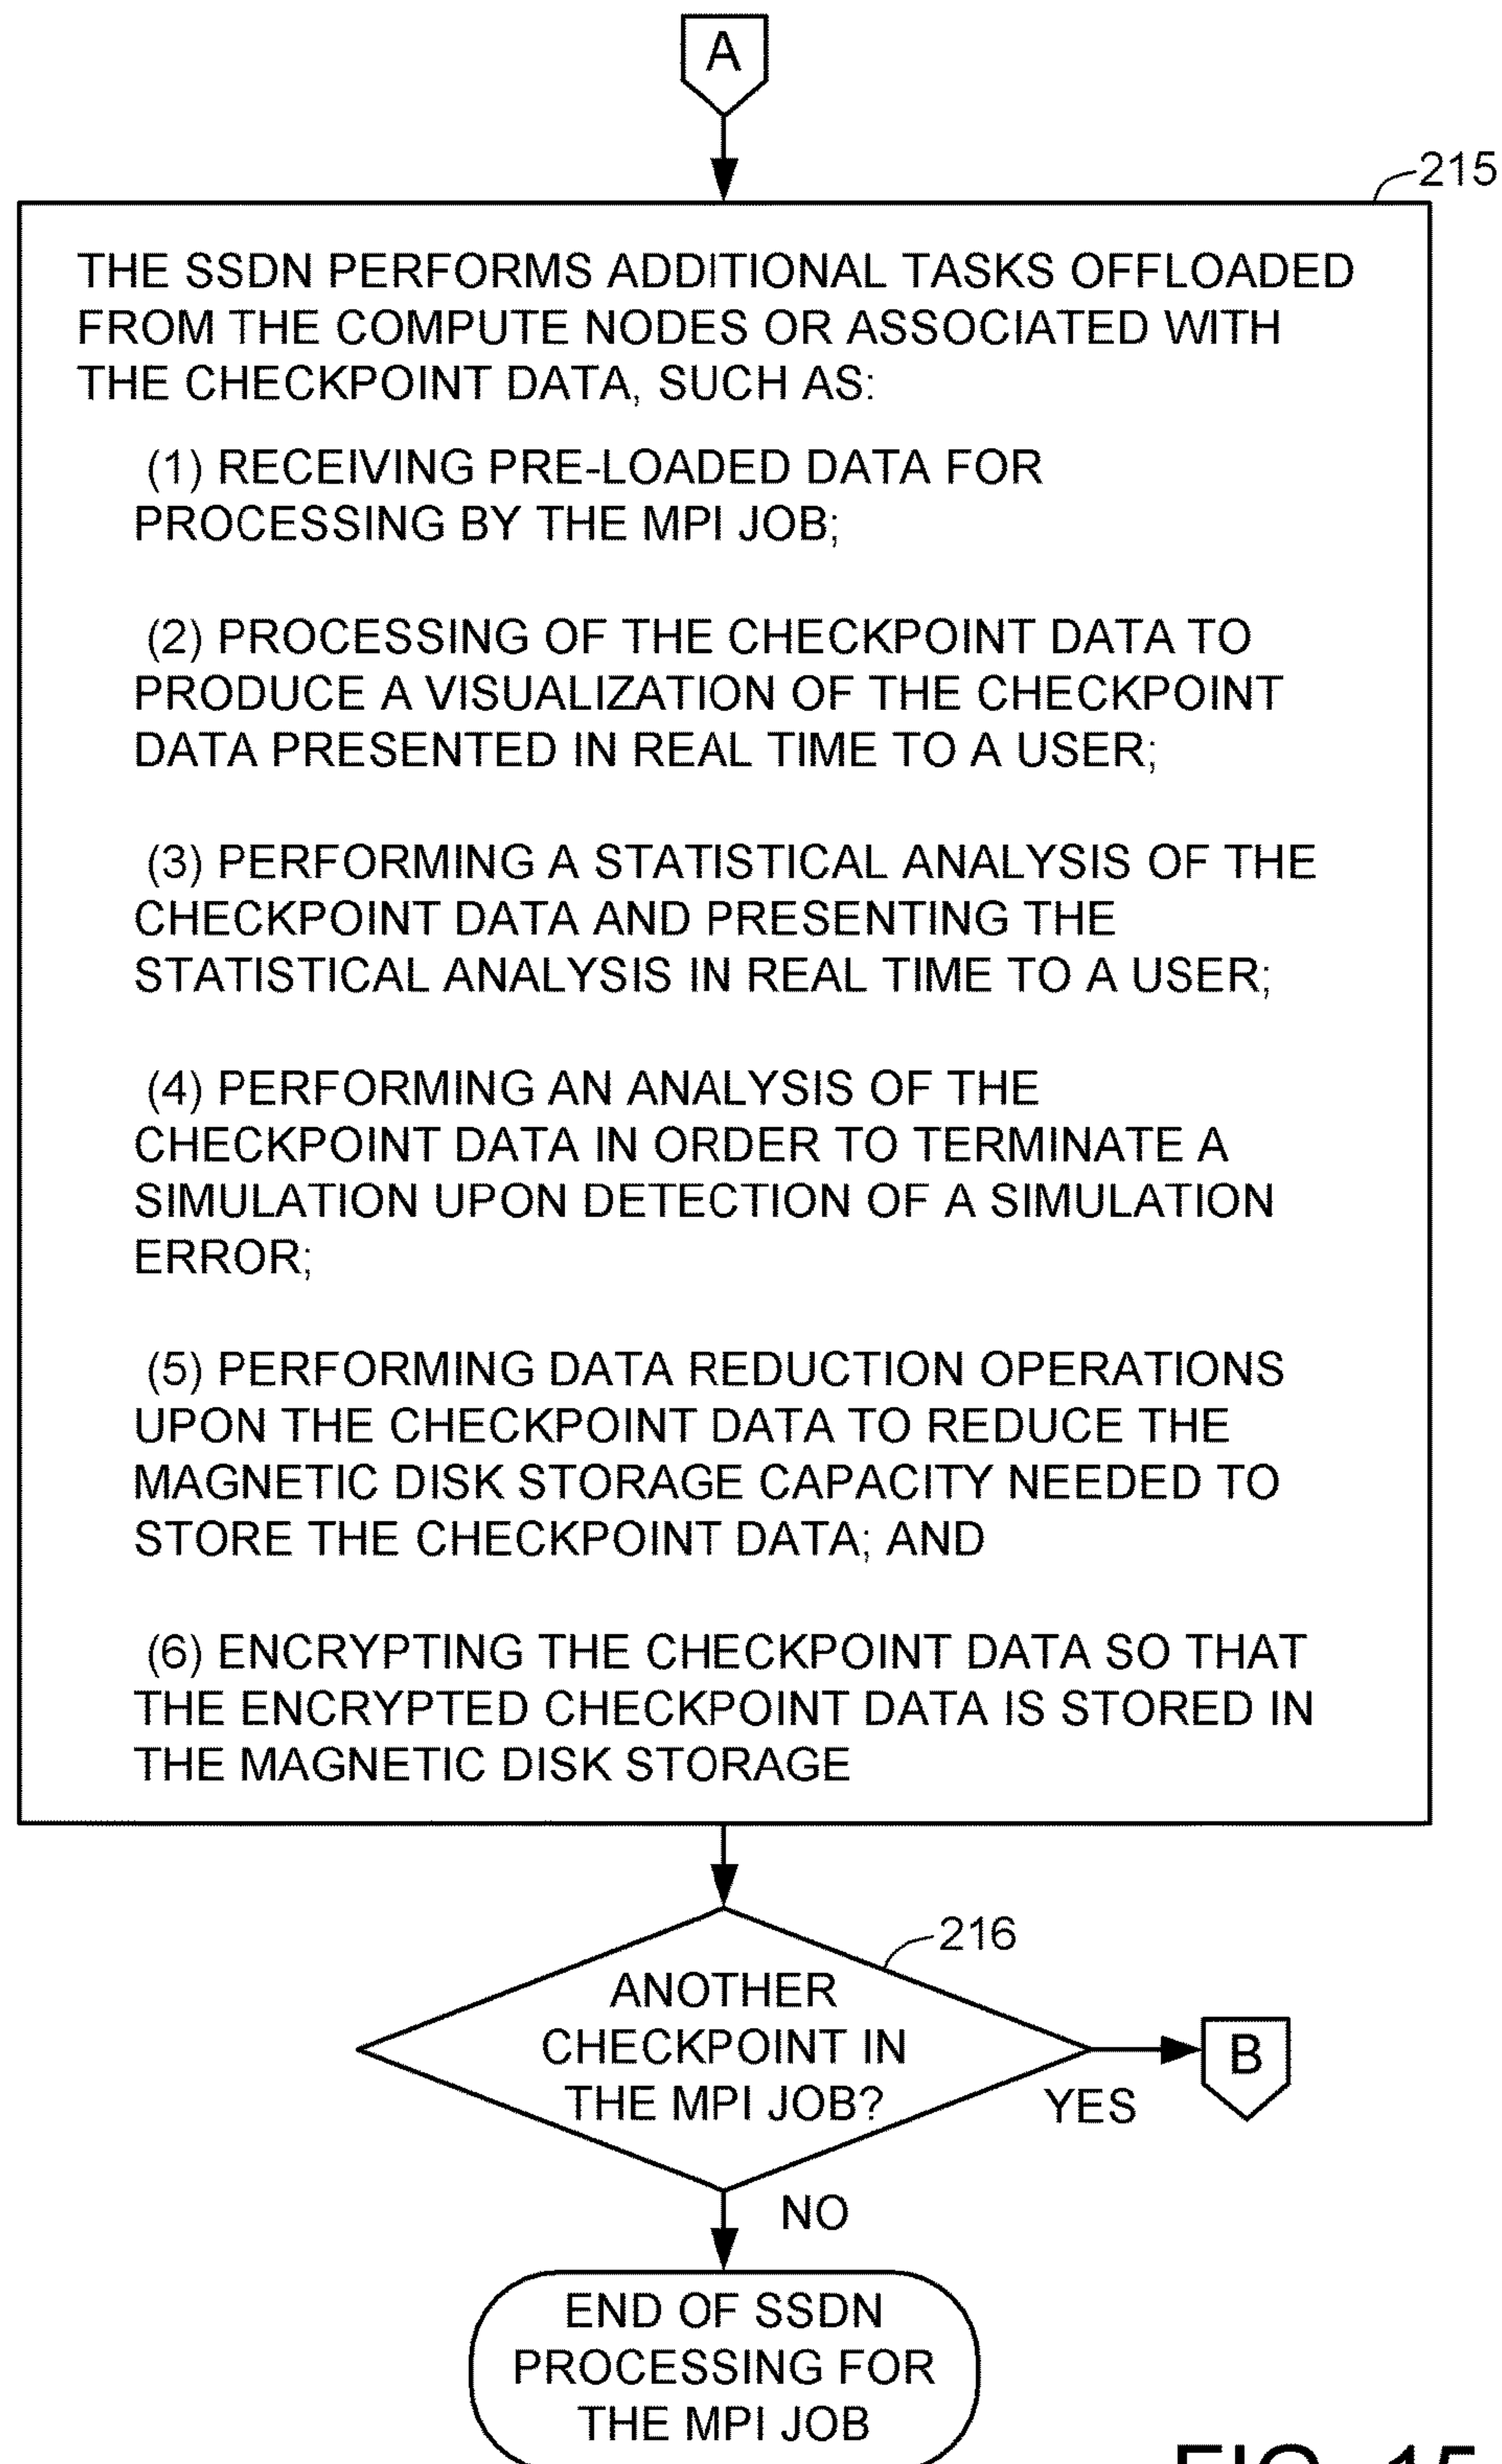 A
215
THE SSDN PERFORMS ADDITIONAL TASKS OFFLOADED
FROM THE COMPUTE NODES OR ASSOCIATED WITH
THE CHECKPOINT DATA, SUCH AS:
(1) RECEIVING PRE-LOADED DATA FOR
PROCESSING BY THE MPI JOB;
(2) PROCESSING OF THE CHECKPOINT DATA TO
PRODUCE A VISUALIZATION OF THE CHECKPOINT
DATA PRESENTED IN REAL TIME TO A USER;
(3) PERFORMING A STATISTICAL ANALYSIS OF THE
CHECKPOINT DATA AND PRESENTING THE
STATISTICAL ANALYSIS IN REAL TIME TO A USER;
(4) PERFORMING AN ANALYSIS OF THE
CHECKPOINT DATA IN ORDER TO TERMINATE A
SIMULATION UPON DETECTION OF A SIMULATION
ERROR;
(5) PERFORMING DATA REDUCTION OPERATIONS
UPON THE CHECKPOINT DATA TO REDUCE THE
MAGNETIC DISK STORAGE CAPACITY NEEDED TO
STORE THE CHECKPOINT DATA; AND
(6) ENCRYPTING THE CHECKPOINT DATA SO THAT
THE ENCRYPTED CHECKPOINT DATA IS STORED IN
THE MAGNETIC DISK STORAGE
216
ANOTHER
CHECKPOINT IN
THE MPI JOB?
B
YES
NO
END OF SSDN
PROCESSING FOR
THE MPI JOB
FIG. 15